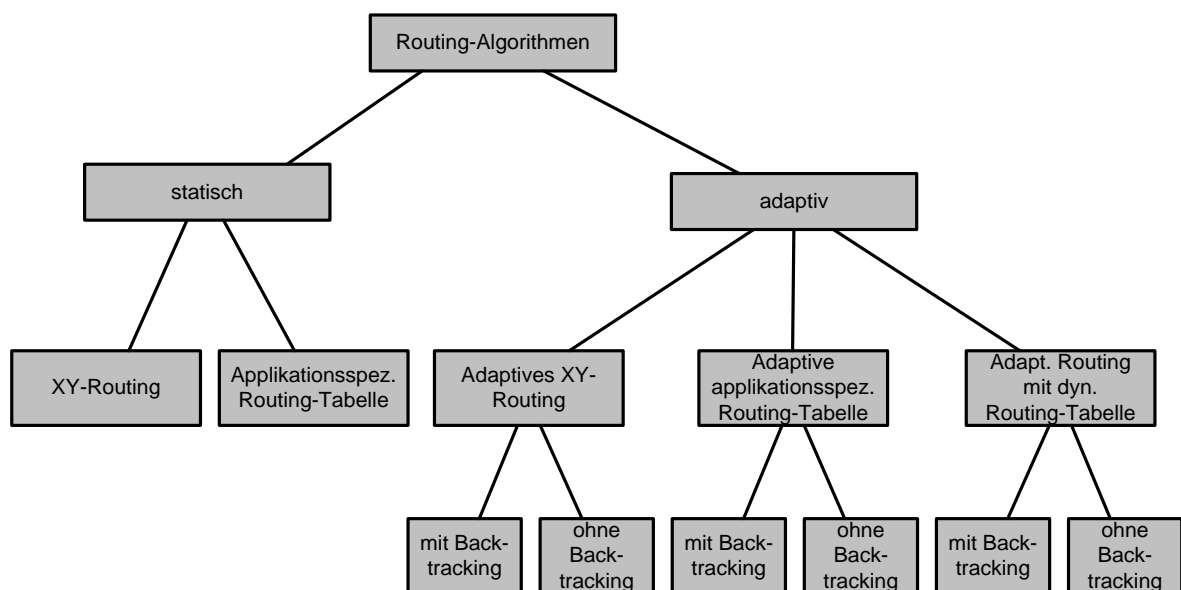 Routing-Algorithmen
statisch
adaptiv
XY-Routing
Applikationsspez.
Routing-Tabelle
Adaptives XY-
Routing
Adaptive
applikationsspez.
Routing-Tabelle
Adapt. Routing
mit dyn.
Routing-Tabelle
mit Back-
tracking
ohne
Back-
tracking
mit Back-
tracking
ohne
Back-
tracking
mit Back-
tracking
ohne
Back-
tracking